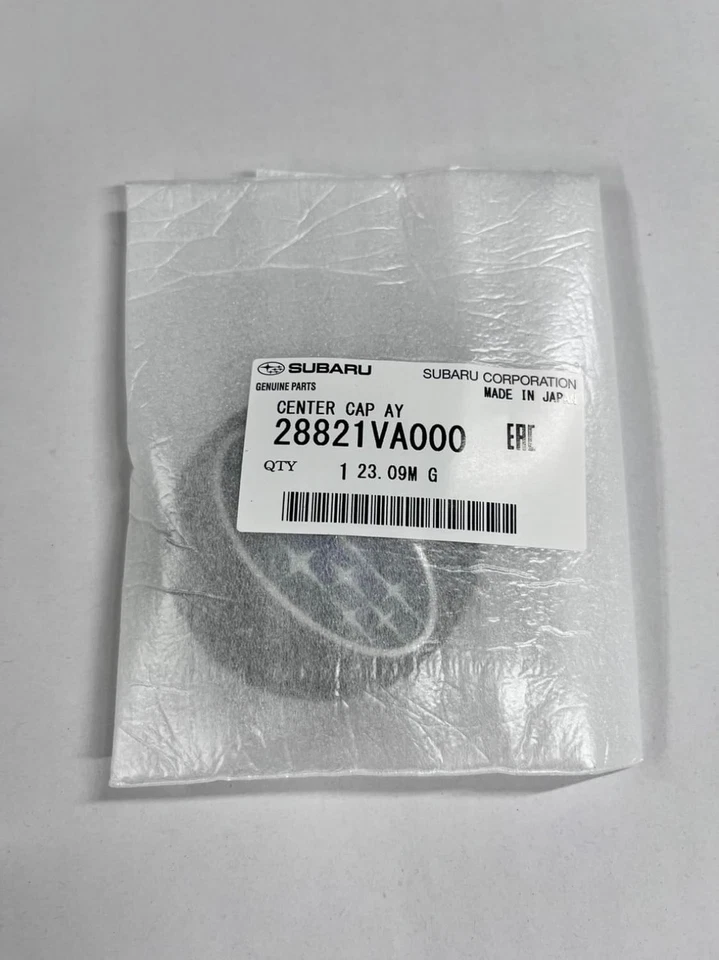 SUBARU
SUBARU CORPORATION
GENUINE PARTS
MADE IN JAPAN
CENTER CAP AY
28821VA000 EAC
QTY 1 23.09M G